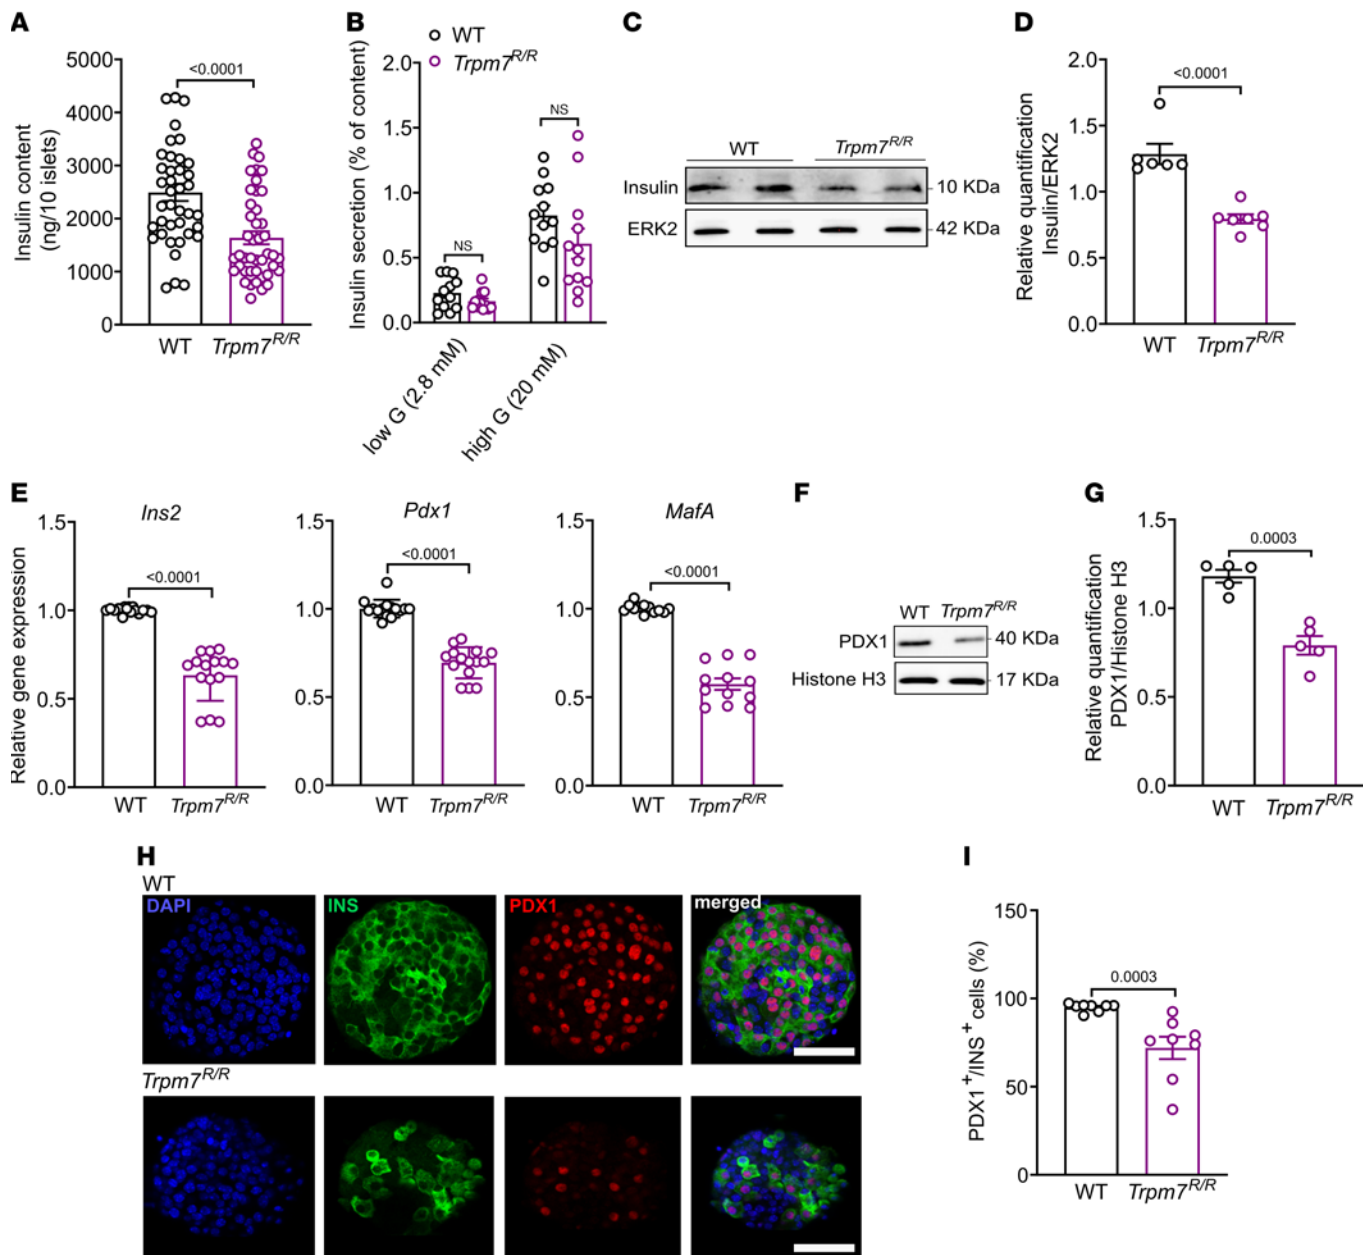 A
Insulin content
(ng/10 islets)
5000
4000
3000
2000
1000
0
<0.0001
WT
Trpm7R/R
B
WT
Trpm7R/R
Insulin secretion (% of content)
2.0
1.5
1.0
0.5
0.0
NS
NS
low G (2.8 mM)
high G (20 mM)
C
WT
Trpm7R/R
Insulin
10 KDa
ERK2
42 KDa
D
Relative quantification
Insulin/ERK2
2.0
1.5
1.0
0.5
0.0
<0.0001
WT
Trpm7R/R
E
Relative gene expression
Ins2
1.5
1.0
0.5
0.0
<0.0001
WT
Trpm7R/R
Pdx1
1.5
1.0
0.5
0.0
<0.0001
WT
Trpm7R/R
MafA
1.5
1.0
0.5
0.0
<0.0001
WT
Trpm7R/R
F
WT
Trpm7R/R
PDX1
40 KDa
Histone H3
17 KDa
G
Relative quantification
PDX1/Histone H3
1.5
1.0
0.5
0.0
0.0003
WT
Trpm7R/R
H
WT
DAPI
INS
PDX1
merged
Trpm7R/R
I
PDX1+/INS+ cells (%)
150
100
50
0
0.0003
WT
Trpm7R/R